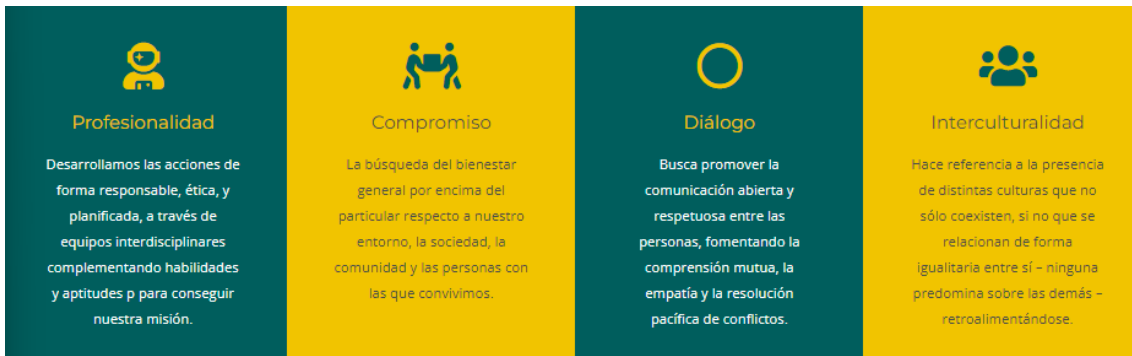 Profesionalidad
Desarrollamos las acciones de
forma responsable, ética, y
planificada, a través de
equipos interdisciplinares
complementando habilidades
y aptitudes p para conseguir
nuestra misión.
Compromiso
La búsqueda del bienestar
general por encima del
particular respecto a nuestro
entorno, la sociedad, la
comunidad y las personas con
las que convivimos.
Diálogo
Busca promover la
comunicación abierta y
respetuosa entre las
personas, fomentando la
comprensión mutua, la
empatía y la resolución
pacífica de conflictos.
Interculturalidad
Hace referencia a la presencia
de distintas culturas que no
sólo coexisten, si no que se
relacionan de forma
igualitaria entre sí – ninguna
predomina sobre las demás –
retroalimentándose.